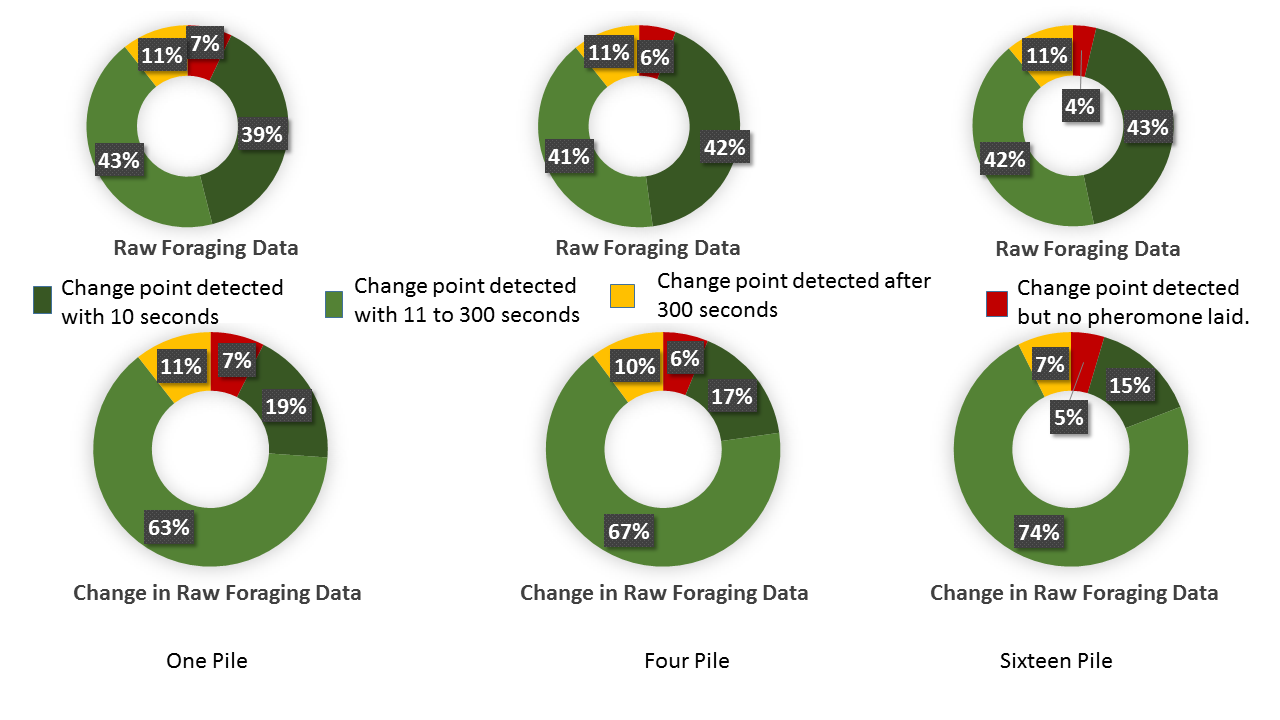 11%
7%
39%
43%
Raw Foraging Data
11%
6%
42%
41%
Raw Foraging Data
11%
4%
43%
42%
Raw Foraging Data
Change point detected
with 10 seconds
Change point detected
with 11 to 300 seconds
Change point detected after
300 seconds
Change point detected
but no pheromone laid.
11%
7%
19%
63%
Change in Raw Foraging Data
10%
6%
17%
67%
Change in Raw Foraging Data
7%
5%
15%
74%
Change in Raw Foraging Data
One Pile
Four Pile
Sixteen Pile